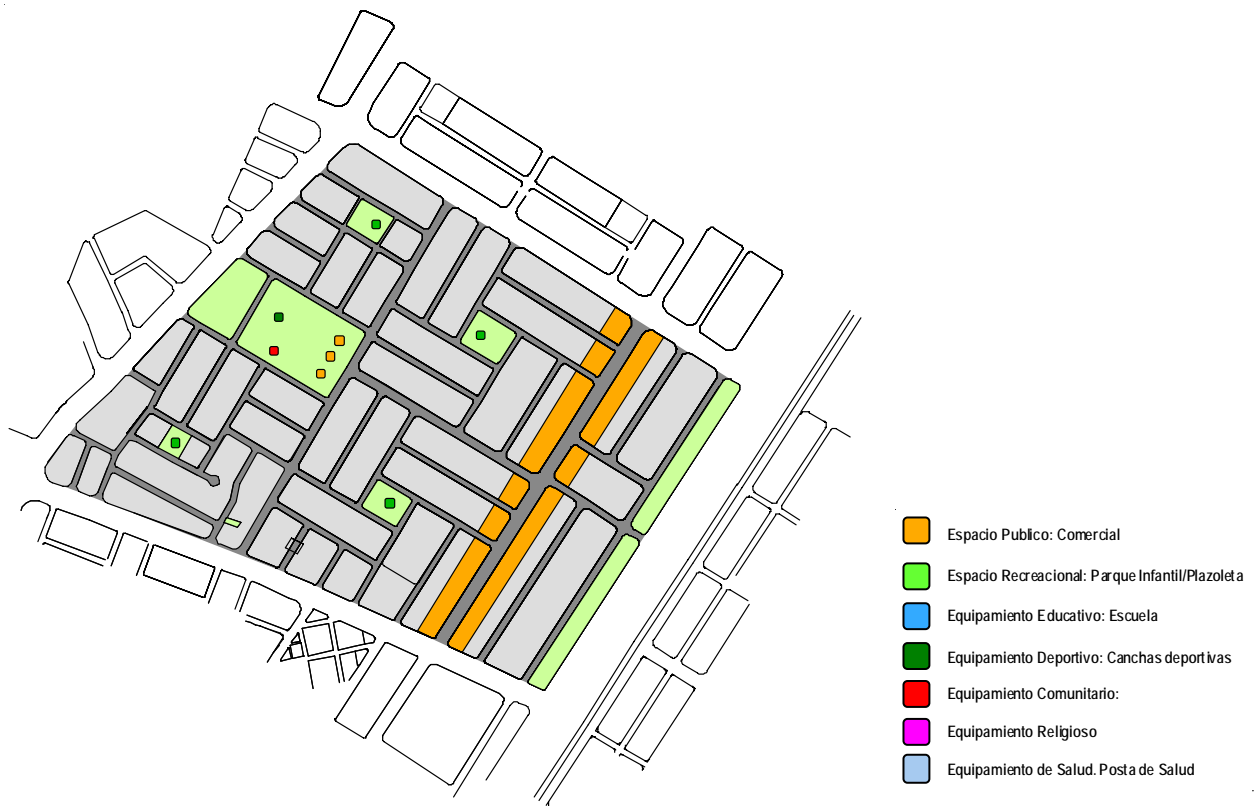 Espacio Publico: Comercial
Espacio Recreacional: Parque Infantil/Plazoleta
Equipamiento Educativo: Escuela
Equipamiento Deportivo: Canchas deportivas
Equipamiento Comunitario:
Equipamiento Religioso
Equipamiento de Salud. Posta de Salud